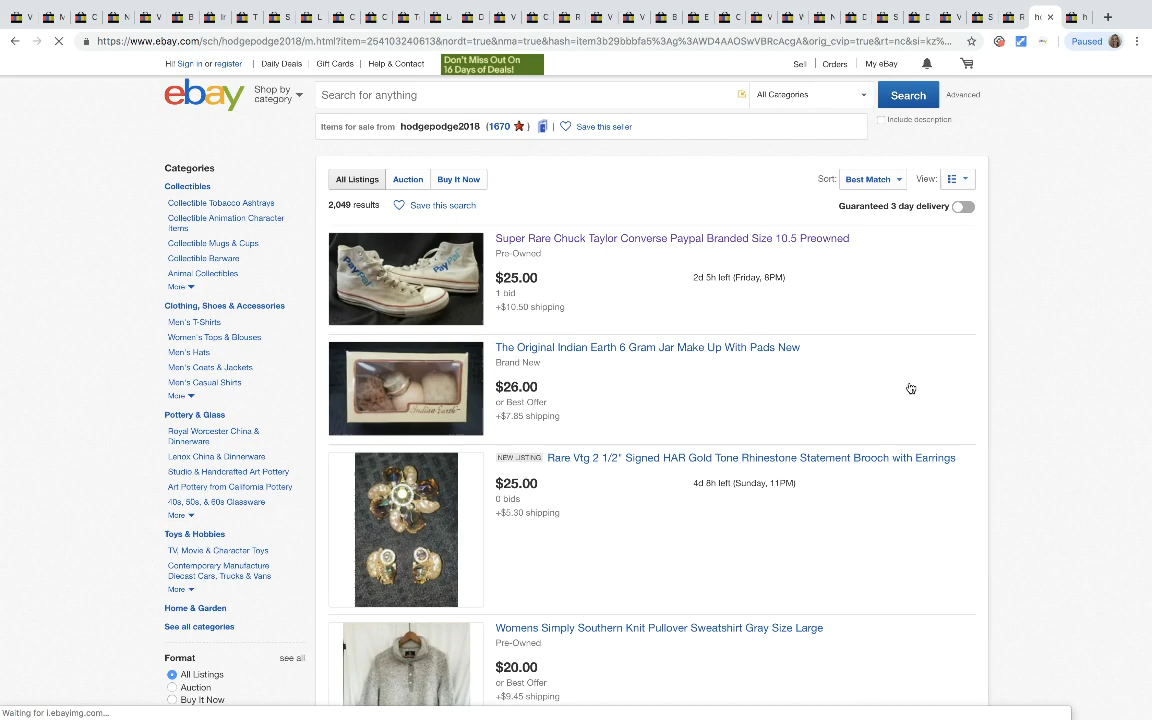 https://www.ebay.com/sch/hodgepodge2018/m.html?item=254103240613&nordt=true&nma=true&hash=item3b29bbbfa5%3Ag%3AWD4AAOSwVBRcAcgA&orig_cvip=true&rt=nc&si=kz%...
Paused
Hi! Sign in or register
Daily Deals
Gift Cards
Help & Contact
Don't Miss Out On
16 Days of Deals!
Sell
Orders
My eBay
ebay
Shop by
category
Search for anything
All Categories
Search
Advanced
Include description
Items for sale from hodgepodge2018 (1670 ) | Save this seller
Categories
Collectibles
Collectible Tobacco Ashtrays
Collectible Animation Character
Items
Collectible Mugs & Cups
Collectible Barware
Animal Collectibles
More
Clothing, Shoes & Accessories
Men's T-Shirts
Women's Tops & Blouses
Men's Hats
Men's Coats & Jackets
Men's Casual Shirts
More
Pottery & Glass
Royal Worcester China &
Dinnerware
Lenox China & Dinnerware
Studio & Handcrafted Art Pottery
Art Pottery from California Pottery
40s, 50s, & 60s Glassware
More
Toys & Hobbies
TV, Movie & Character Toys
Contemporary Manufacture
Diecast Cars, Trucks & Vans
More
Home & Garden
See all categories
Format
see all
All Listings
Auction
Buy It Now
All Listings
Auction
Buy It Now
Sort: Best Match
View:
2,049 results
Save this search
Guaranteed 3 day delivery
PayPal
PayPal
Super Rare Chuck Taylor Converse Paypal Branded Size 10.5 Preowned
Pre-Owned
$25.00
2d 5h left (Friday, 8PM)
1 bid
+$10.50 shipping
Indian Earth
The Original Indian Earth 6 Gram Jar Make Up With Pads New
Brand New
$26.00
or Best Offer
+$7.85 shipping
NEW LISTING Rare Vtg 2 1/2" Signed HAR Gold Tone Rhinestone Statement Brooch with Earrings
$25.00
4d 8h left (Sunday, 11PM)
0 bids
+$5.30 shipping
Womens Simply Southern Knit Pullover Sweatshirt Gray Size Large
Pre-Owned
$20.00
or Best Offer
+$9.45 shipping
Waiting for i.ebayimg.com...